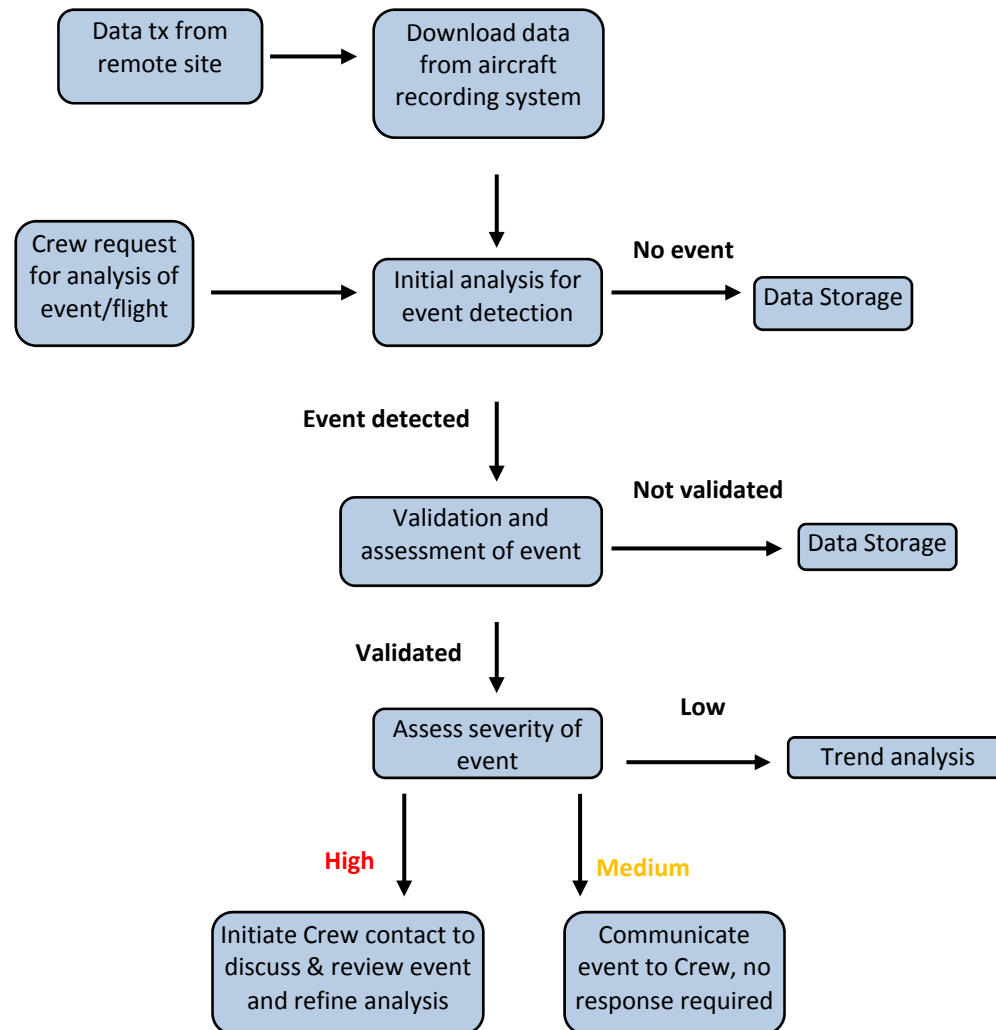 Data tx from
remote site
Download data
from aircraft
recording system
Crew request
for analysis of
event/flight
Initial analysis for
event detection
No event
Data Storage
Event detected
Validation and
assessment of event
Not validated
Data Storage
Validated
Assess severity of
event
Low
Trend analysis
High
Medium
Initiate Crew contact to
discuss & review event
and refine analysis
Communicate
event to Crew, no
response required